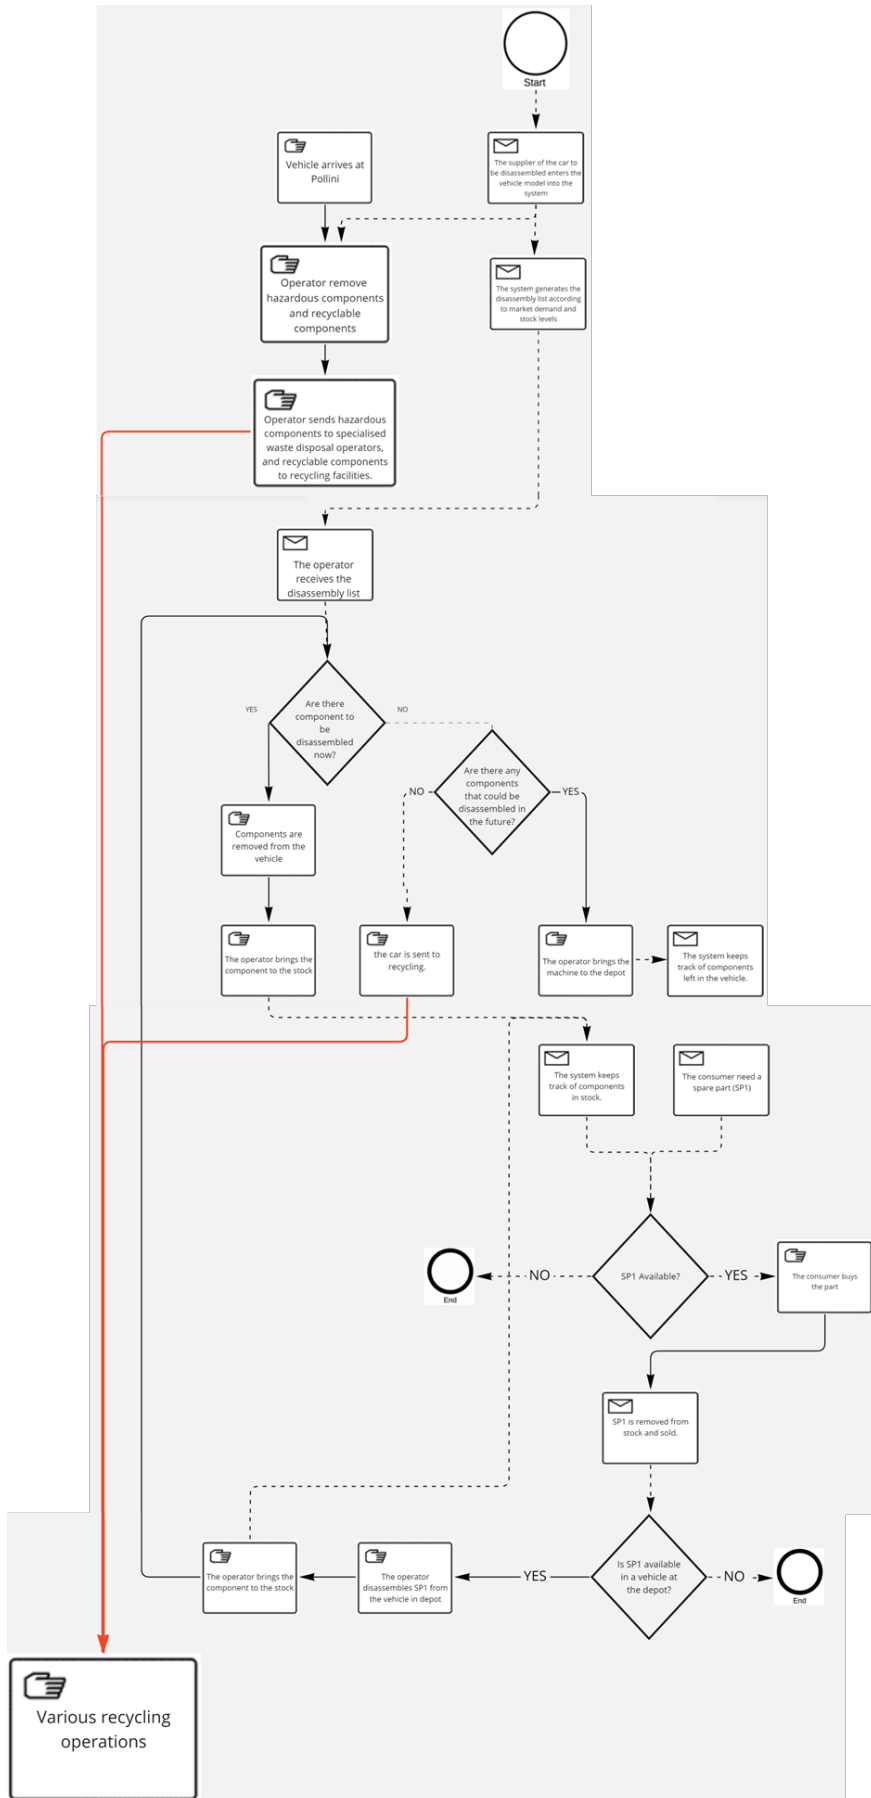 Start
Vehicle arrives at
Pollini
The supplier of the car to
be disassembled enters the
vehicle model into the
system
Operator remove
hazardous components
and recyclable
components
The system generates the
disassembly list according
to market demand and
stock levels
Operator sends hazardous
components to specialised
waste disposal operators,
and recyclable components
to recycling facilities.
The operator
receives the
disassembly list
YES
Are there
component to
be
disassembled
now?
NO
NO
Are there any
components
that could be
disassembled in
the future?
YES
Components are
removed from the
vehicle
The operator brings the
component to the stock
the car is sent to
recycling.
The operator brings the
machine to the depot
The system keeps
track of components
left in the vehicle.
The system keeps
track of components
in stock.
The consumer need a
spare part (SP1)
End
NO
SP1 Available?
YES
The consumer buys
the part
SP1 is removed from
stock and sold.
The operator brings the
component to the stock
The operator
disassembles SP1 from
the vehicle in depot
YES
Is SP1 available
in a vehicle at
the depot?
NO
End
Various recycling
operations